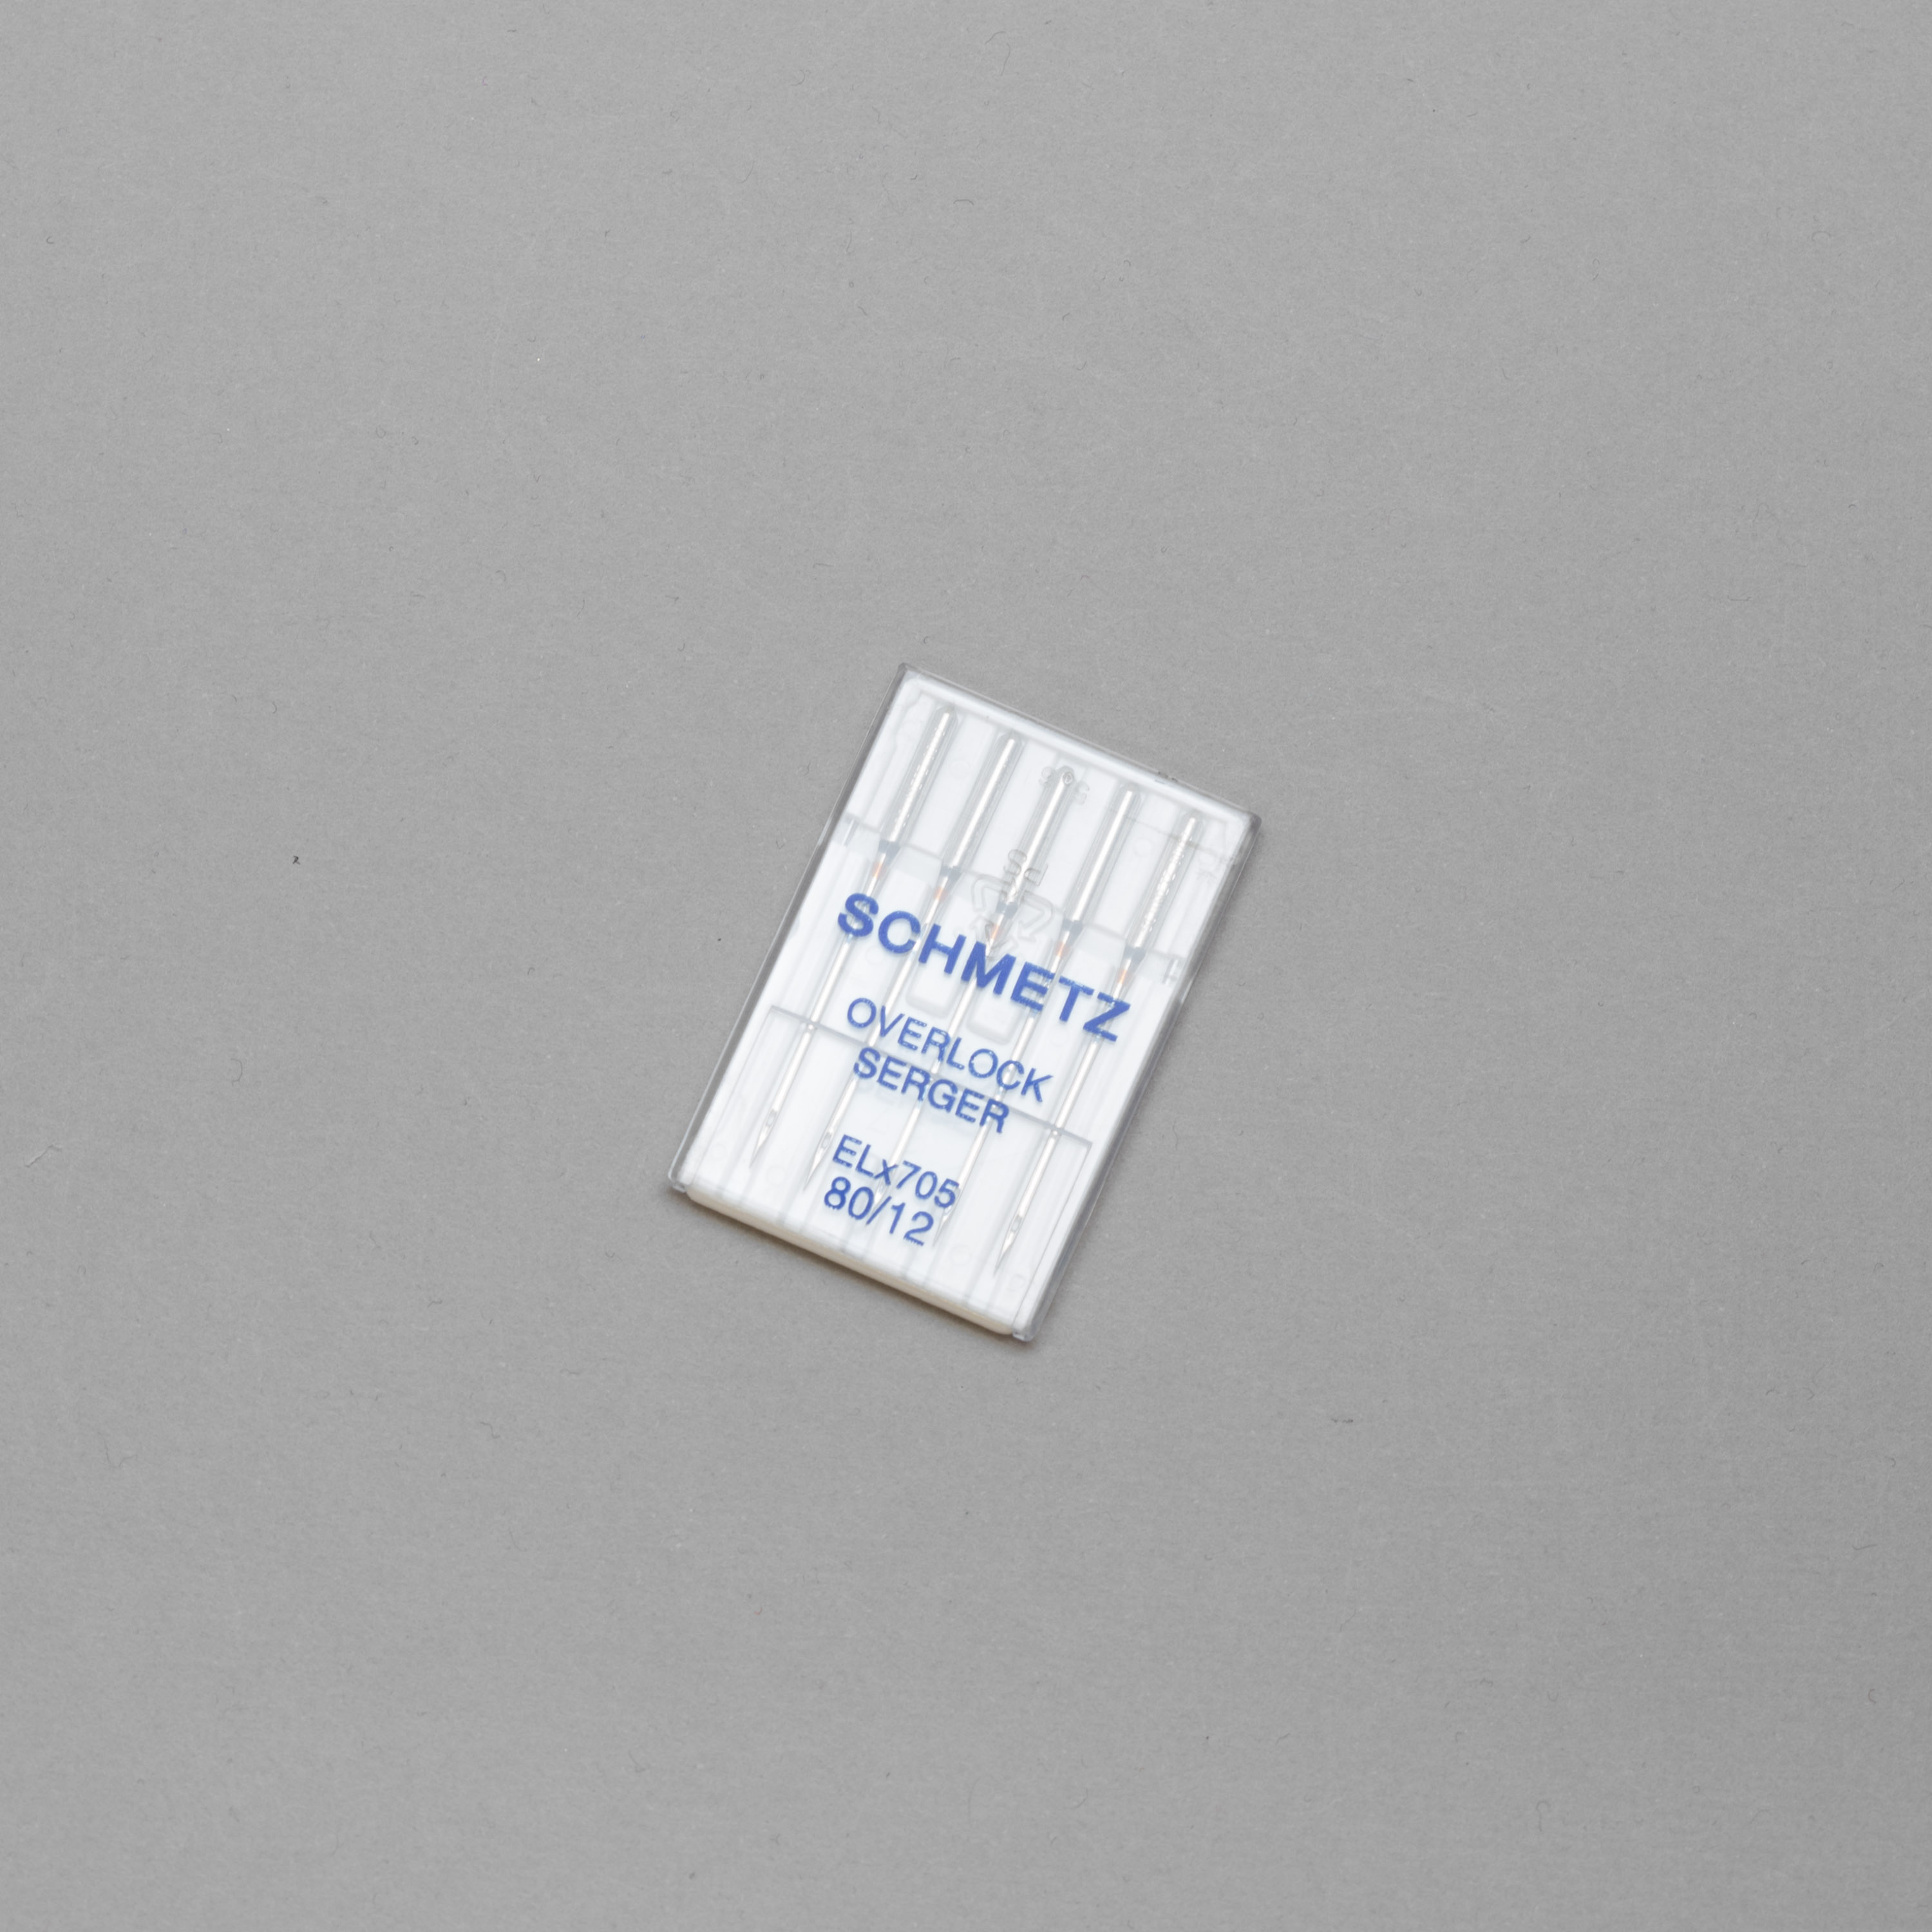 SCHMETZ
OVERLOCK
SERGER
ELx705
80/12